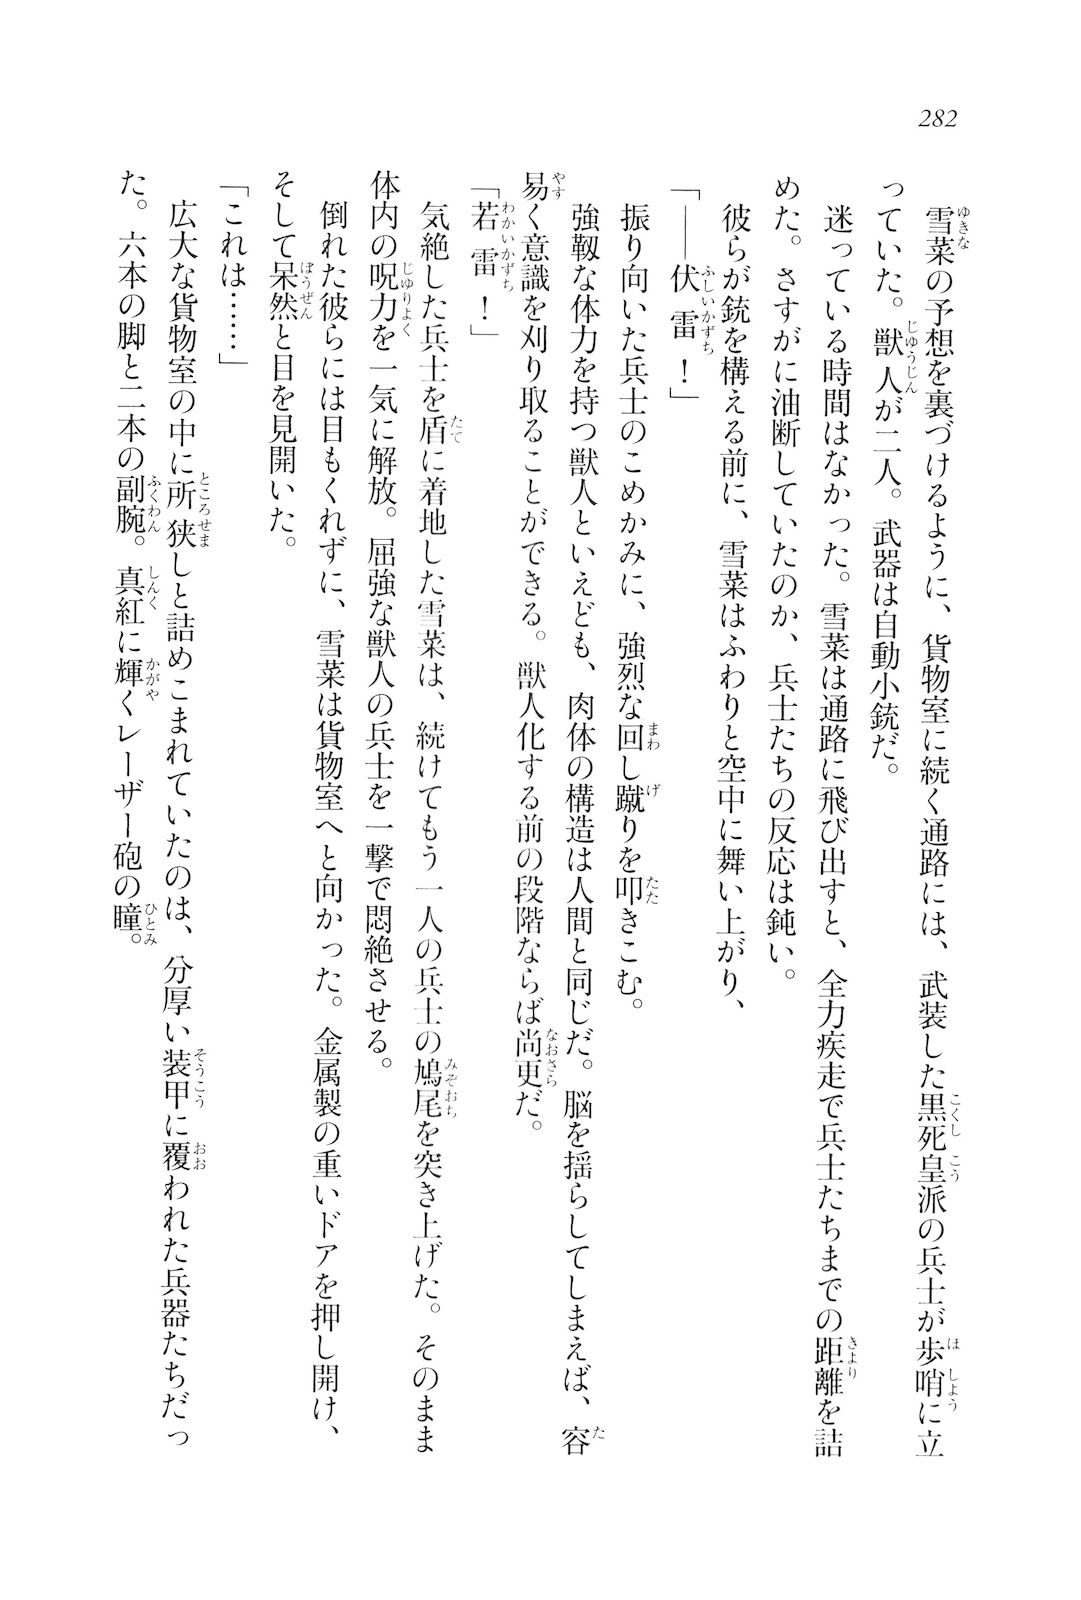 282
雪菜の予想を裏づけるように、貨物室に続く通路には、武装した黒死皇派の兵士が歩哨に立
っていた。獣人が二人。武器は自動小銃だ。
迷っている時間はなかった。雪菜は通路に飛び出すと、全力疾走で兵士たちまでの距離を詰
めた。さすがに油断していたのか、兵士たちの反応は鈍い。
彼らが銃を構える前に、雪菜はふわりと空中に舞い上がり、
「――伏雷！」
振り向いた兵士のこめかみに、強烈な回し蹴りを叩きこむ。
強靱な体力を持つ獣人といえども、肉体の構造は人間と同じだ。脳を揺らしてしまえば、容
易く意識を刈り取ることができる。獣人化する前の段階ならば尚更だ。
「若雷！」
気絶した兵士を盾に着地した雪菜は、続けてもう一人の兵士の鳩尾を突き上げた。そのまま
体内の呪力を一気に解放。屈強な獣人の兵士を一撃で悶絶させる。
倒れた彼らには目もくれずに、雪菜は貨物室へと向かった。金属製の重いドアを押し開け、
そして呆然と目を見開いた。
「これは……」
広大な貨物室の中に所狭しと詰めこまれていたのは、分厚い装甲に覆われた兵器たちだっ
た。六本の脚と二本の副腕。真紅に輝くレーザー砲の瞳。